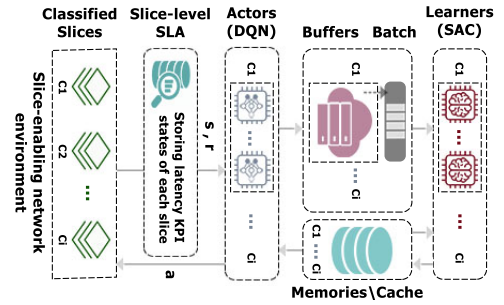 Classified
Slices
Slice-level
SLA
Actors
(DQN)
Buffers
Batch
Learners
(SAC)
Slice-enabling network
environment
C1
C2
...
Ci
Storing latency KPI
states of each slice
s, r
C1
...
...
Ci
C1
...
Ci
C1
...
...
Ci
C1
...
Ci
a
Memories\Cache